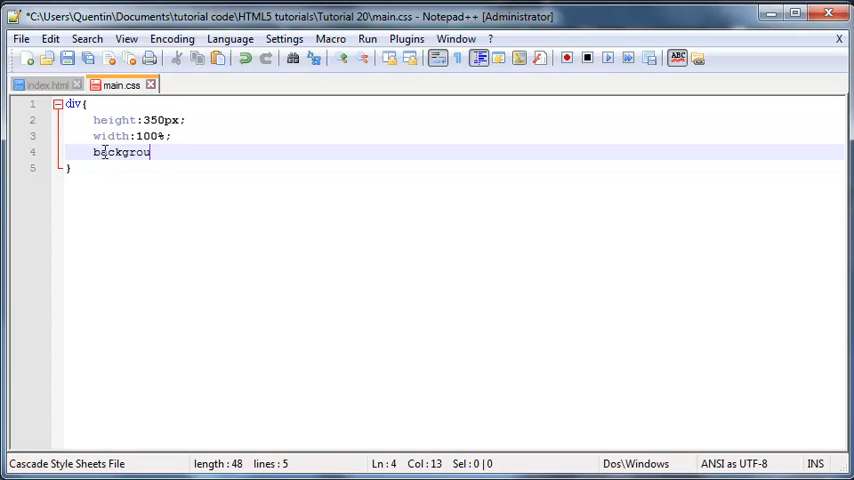 *C:\Users\Quentin\Documents\tutorial code\HTML5 tutorials\Tutorial 20\main.css - Notepad++ [Administrator]
File Edit Search View Encoding Language Settings Macro Run Plugins Window ? X
ABC
index.html main.css
1 div{
2 height:350px;
3 width:100%;
4 backgrou
5 }
Cascade Style Sheets File length : 48 lines : 5 Ln : 4 Col : 13 Sel : 0 | 0 Dos\Windows ANSI as UTF-8 INS